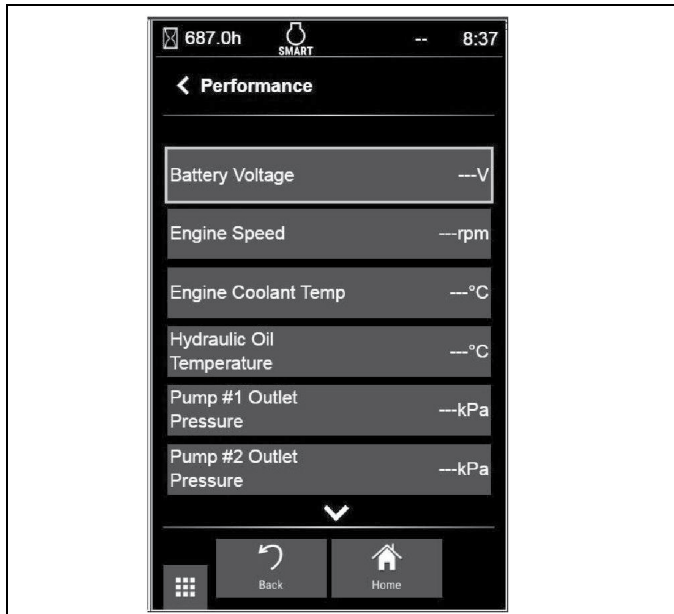 687.0h SMART -- 8:37
Performance
Battery Voltage ---V
Engine Speed ---rpm
Engine Coolant Temp ---°C
Hydraulic Oil
Temperature ---°C
Pump #1 Outlet
Pressure ---kPa
Pump #2 Outlet
Pressure ---kPa
Back Home